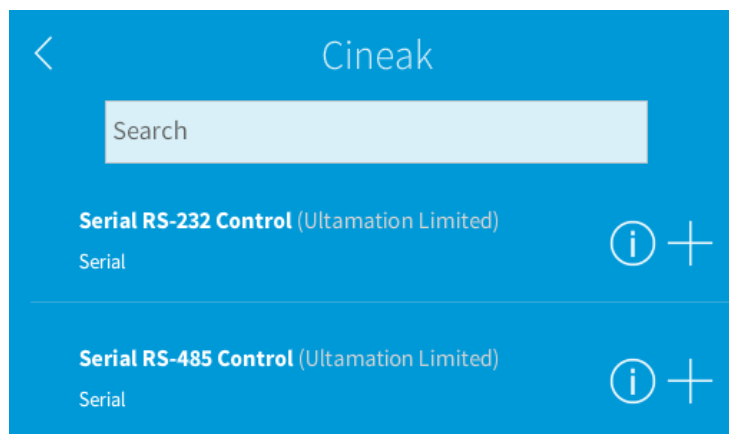 Cineak
Search
Serial RS-232 Control (Ultamation Limited)
Serial
Serial RS-485 Control (Ultamation Limited)
Serial